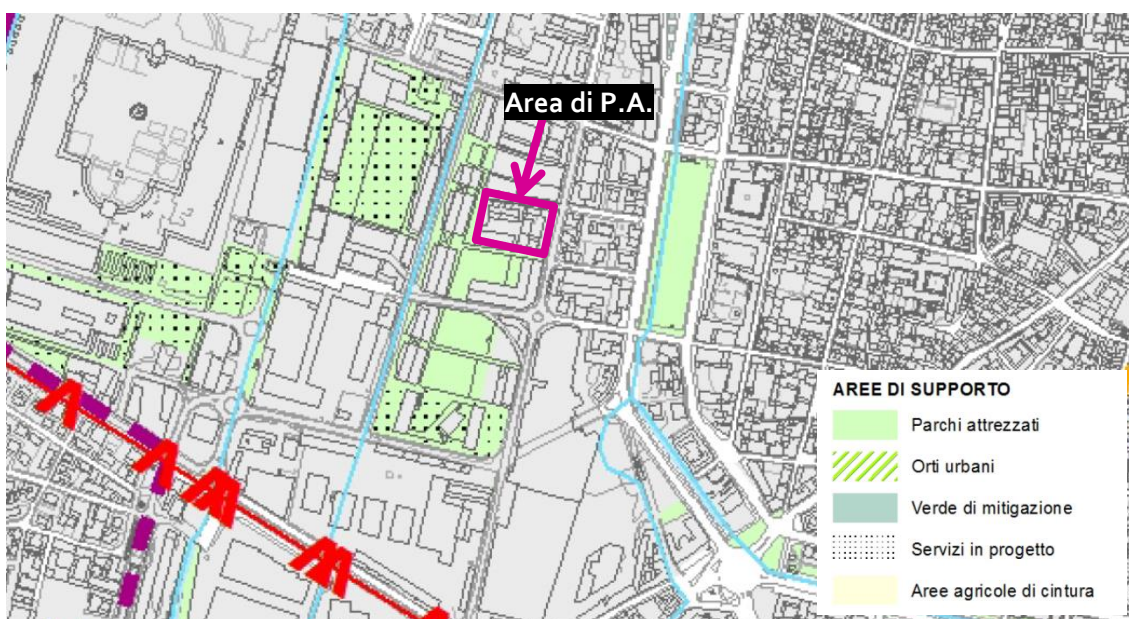 Area di P.A.
AREE DI SUPPORTO
Parchi attrezzati
Orti urbani
Verde di mitigazione
Servizi in progetto
Aree agricole di cintura